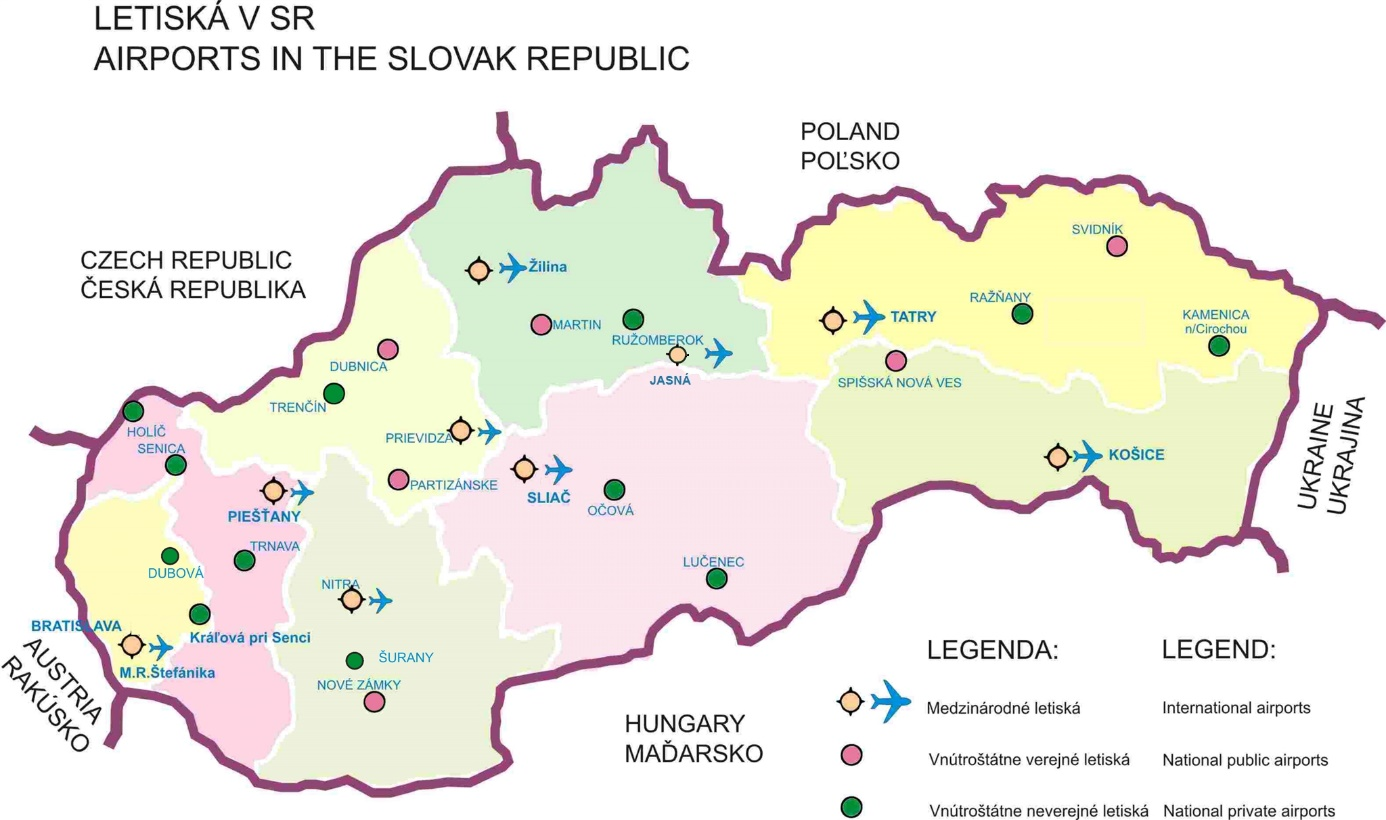 LETISKÁ V SR
AIRPORTS IN THE SLOVAK REPUBLIC
POLAND
POĽSKO
CZECH REPUBLIC
ČESKÁ REPUBLIKA
SVIDNÍK
Žilina
RAŽŇANY
TATRY
KAMENICA
n/Cirochou
MARTIN
RUŽOMBEROK
JASNÁ
DUBNICA
SPIŠSKÁ NOVÁ VES
TRENČÍN
HOLÍČ
SENICA
PRIEVIDZA
KOŠICE
UKRAINE
UKRAJINA
PARTIZÁNSKE
SLIAČ
OČOVÁ
PIEŠŤANY
TRNAVA
DUBOVÁ
LUČENEC
NITRA
BRATISLAVA
Kráľová pri Senci
M.R.Štefánika
ŠURANY
NOVÉ ZÁMKY
AUSTRIA
RAKÚSKO
HUNGARY
MAĎARSKO
LEGENDA: LEGEND:
Medzinárodné letiská International airports
Vnútroštátne verejné letiská National public airports
Vnútroštátne neverejné letiská National private airports